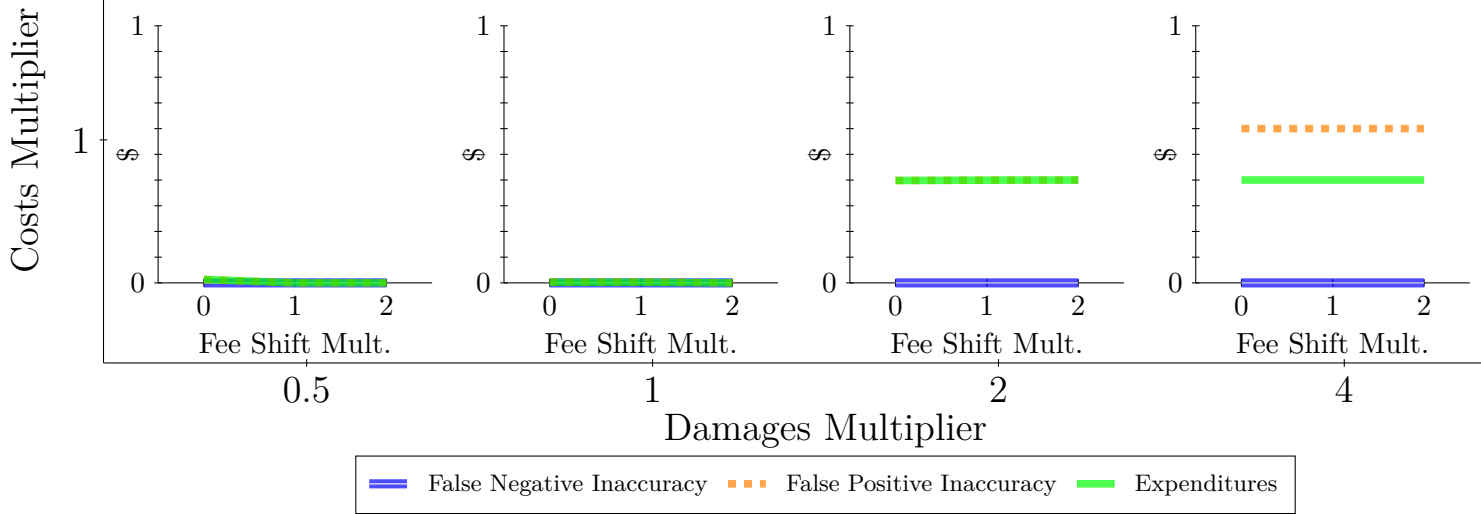 Costs Multiplier
1
1
$
0
0 1 2
Fee Shift Mult.
1
$
0
0 1 2
Fee Shift Mult.
1
$
0
0 1 2
Fee Shift Mult.
1
$
0
0 1 2
Fee Shift Mult.
0.5 1 2 4
Damages Multiplier
False Negative Inaccuracy False Positive Inaccuracy Expenditures